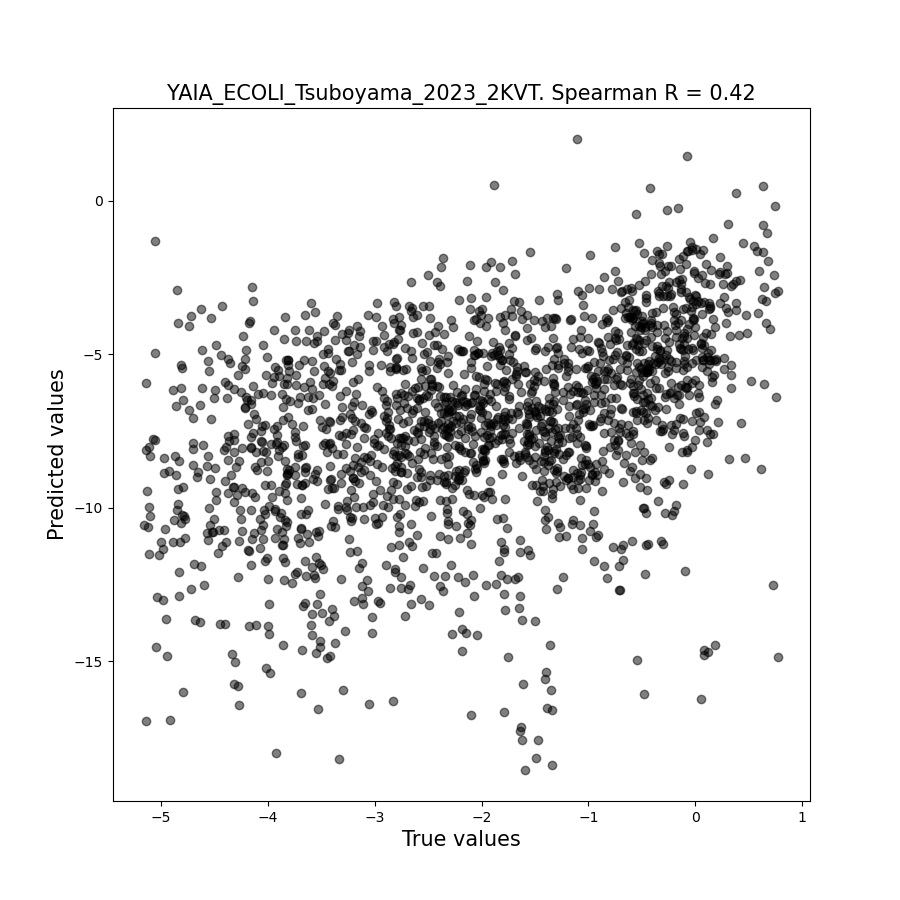 YAIA_ECOLI_Tsuboyama_2023_2KVT. Spearman R = 0.42
0
−5
−10
−15
Predicted values
−5 −4 −3 −2 −1 0 1
True values